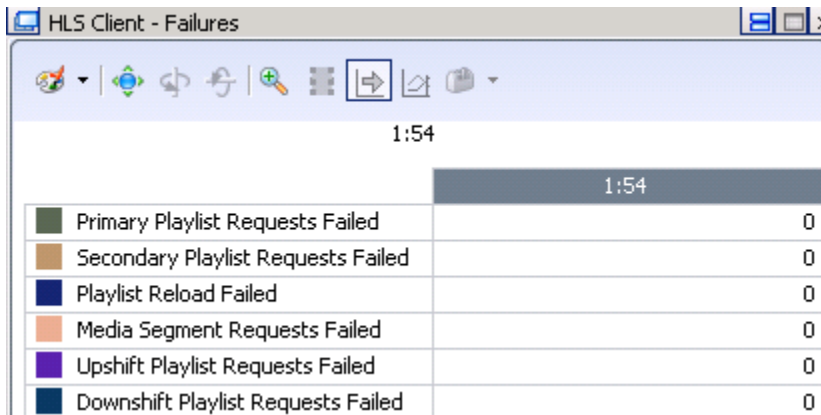 HLS Client - Failures
1:54
1:54
Primary Playlist Requests Failed 0
Secondary Playlist Requests Failed 0
Playlist Reload Failed 0
Media Segment Requests Failed 0
Upshift Playlist Requests Failed 0
Downshift Playlist Requests Failed 0